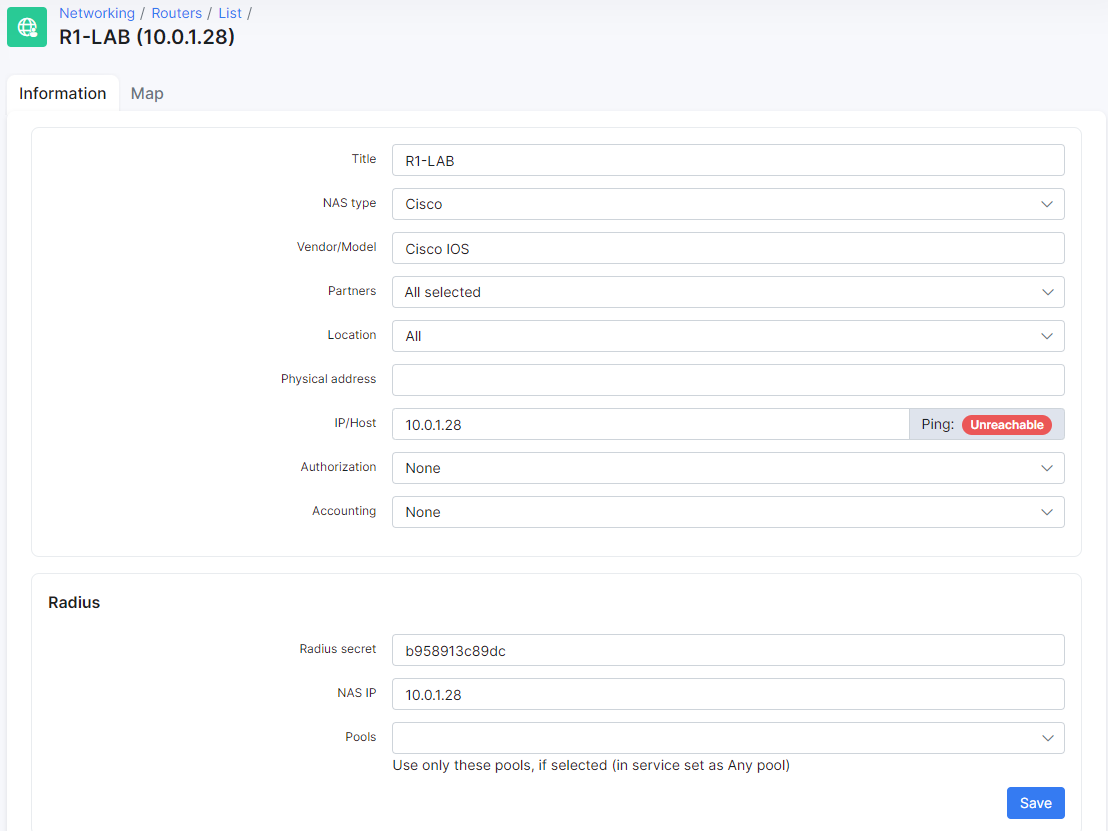 Networking / Routers / List /
R1-LAB (10.0.1.28)
Information Map
Title R1-LAB
NAS type Cisco
Vendor/Model Cisco IOS
Partners All selected
Location All
Physical address
IP/Host 10.0.1.28 Ping: Unreachable
Authorization None
Accounting None
Radius
Radius secret b958913c89dc
NAS IP 10.0.1.28
Pools
Use only these pools, if selected (in service set as Any pool)
Save